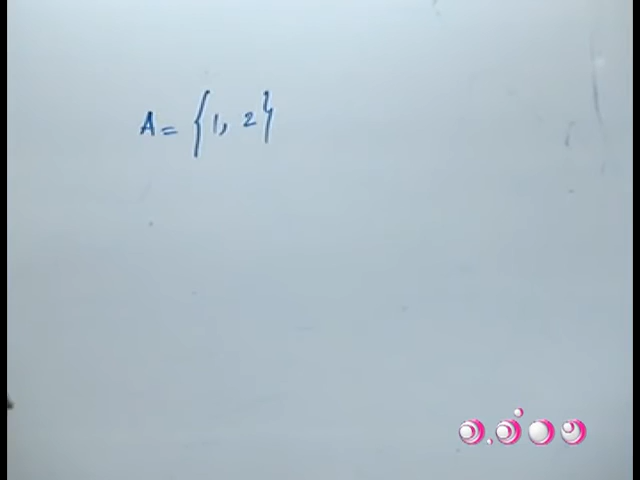 A = {1, 2}